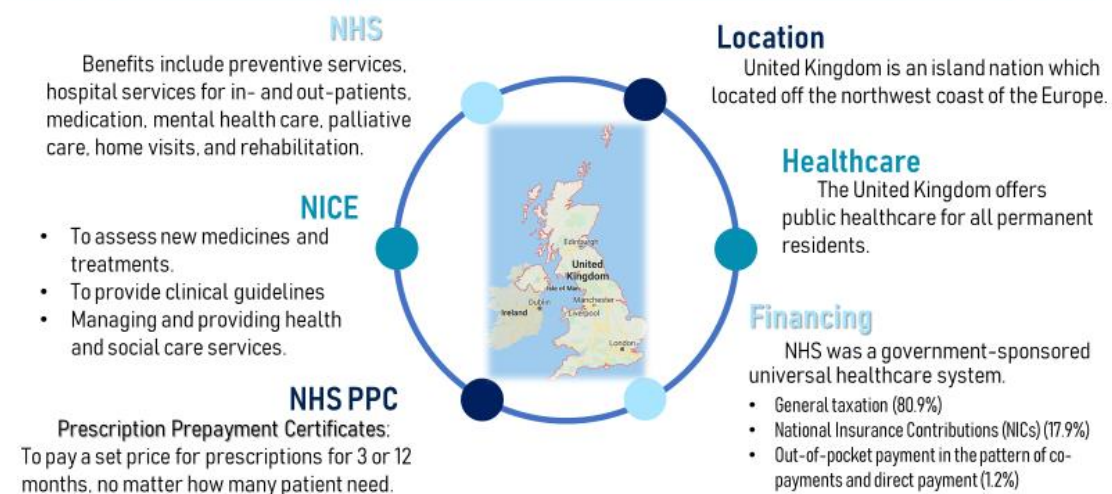 NHS
Benefits include preventive services,
hospital services for in- and out-patients,
medication, mental health care, palliative
care, home visits, and rehabilitation.
NICE
• To assess new medicines and
treatments.
• To provide clinical guidelines
• Managing and providing health
and social care services.
NHS PPC
Prescription Prepayment Certificates:
To pay a set price for prescriptions for 3 or 12
months, no matter how many patient need.
Edinburgh
United
Kingdom
Isle of Man
Dublin
Manchester
Ireland
Liverpool
London
Location
United Kingdom is an island nation which
located off the northwest coast of the Europe.
Healthcare
The United Kingdom offers
public healthcare for all permanent
residents.
Financing
NHS was a government-sponsored
universal healthcare system.
• General taxation (80.9%)
• National Insurance Contributions (NICs) (17.9%)
• Out-of-pocket payment in the pattern of co-
payments and direct payment (1.2%)